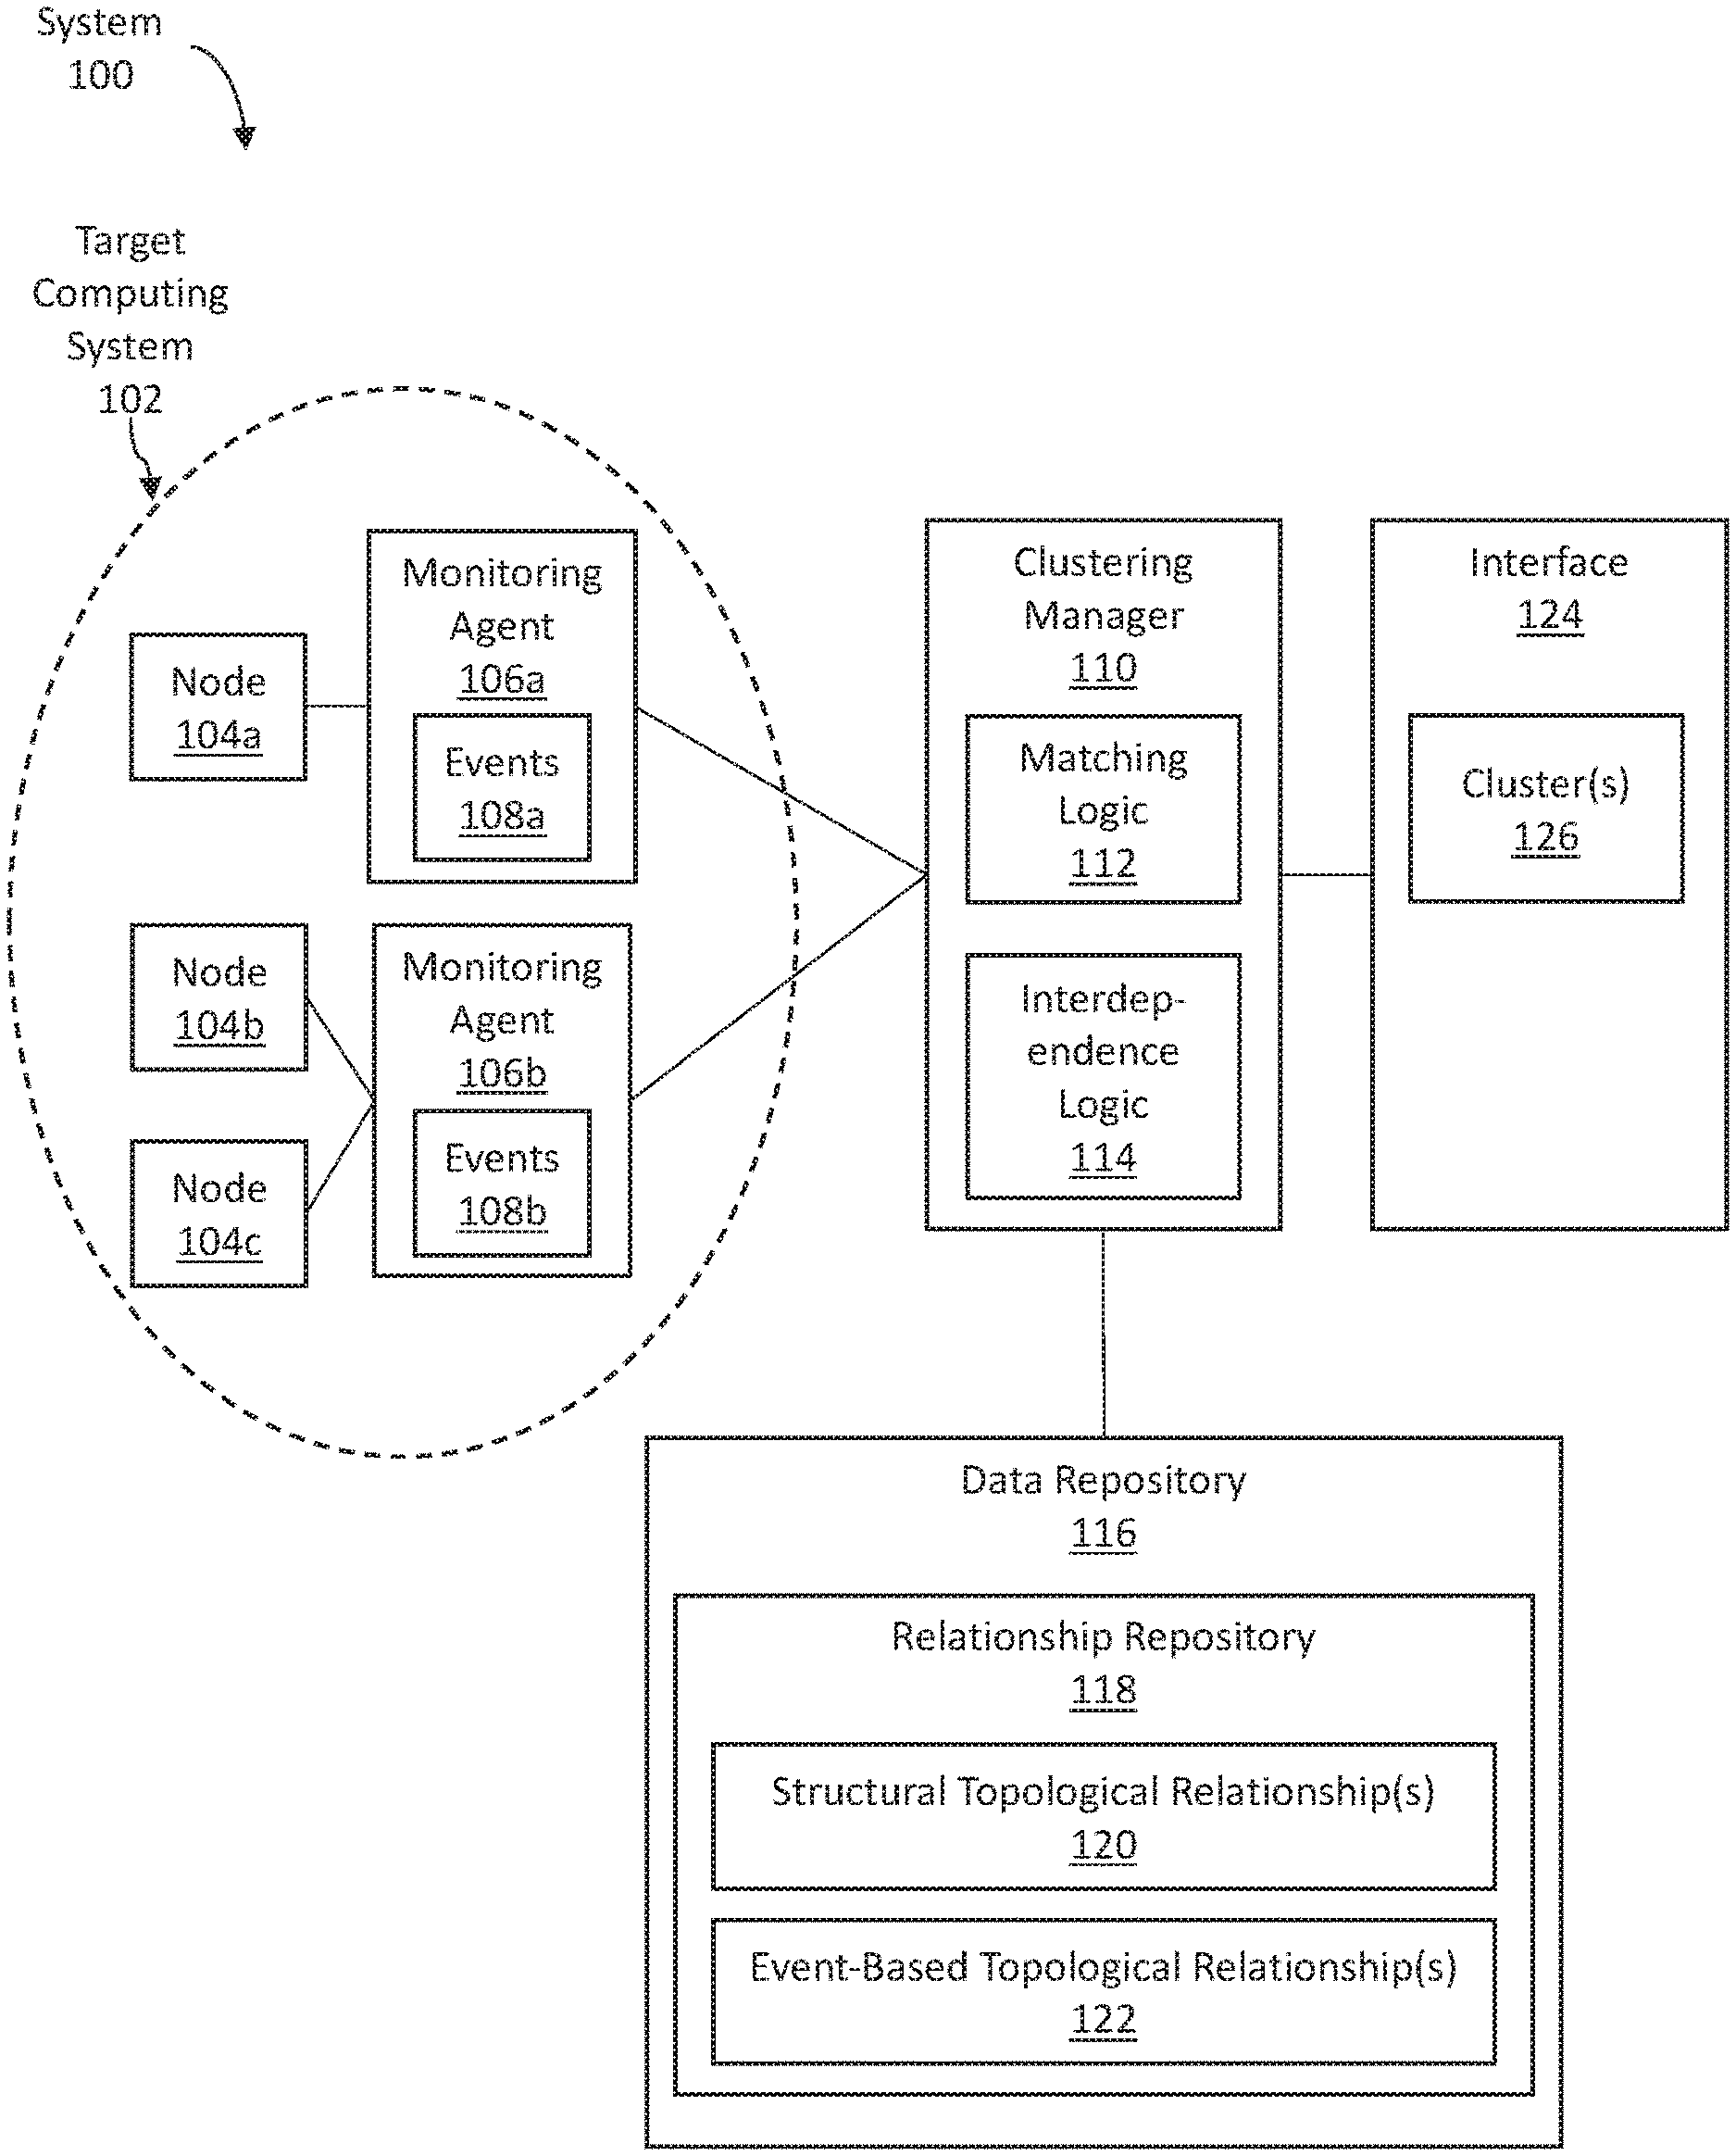 System
100
Target
Computing
System
102
Node
104a
Monitoring
Agent
106a
Events
108a
Node
104b
Node
104c
Monitoring
Agent
106b
Events
108b
Clustering
Manager
110
Matching
Logic
112
Interdep-
endence
Logic
114
Interface
124
Cluster(s)
126
Data Repository
116
Relationship Repository
118
Structural Topological Relationship(s)
120
Event-Based Topological Relationship(s)
122